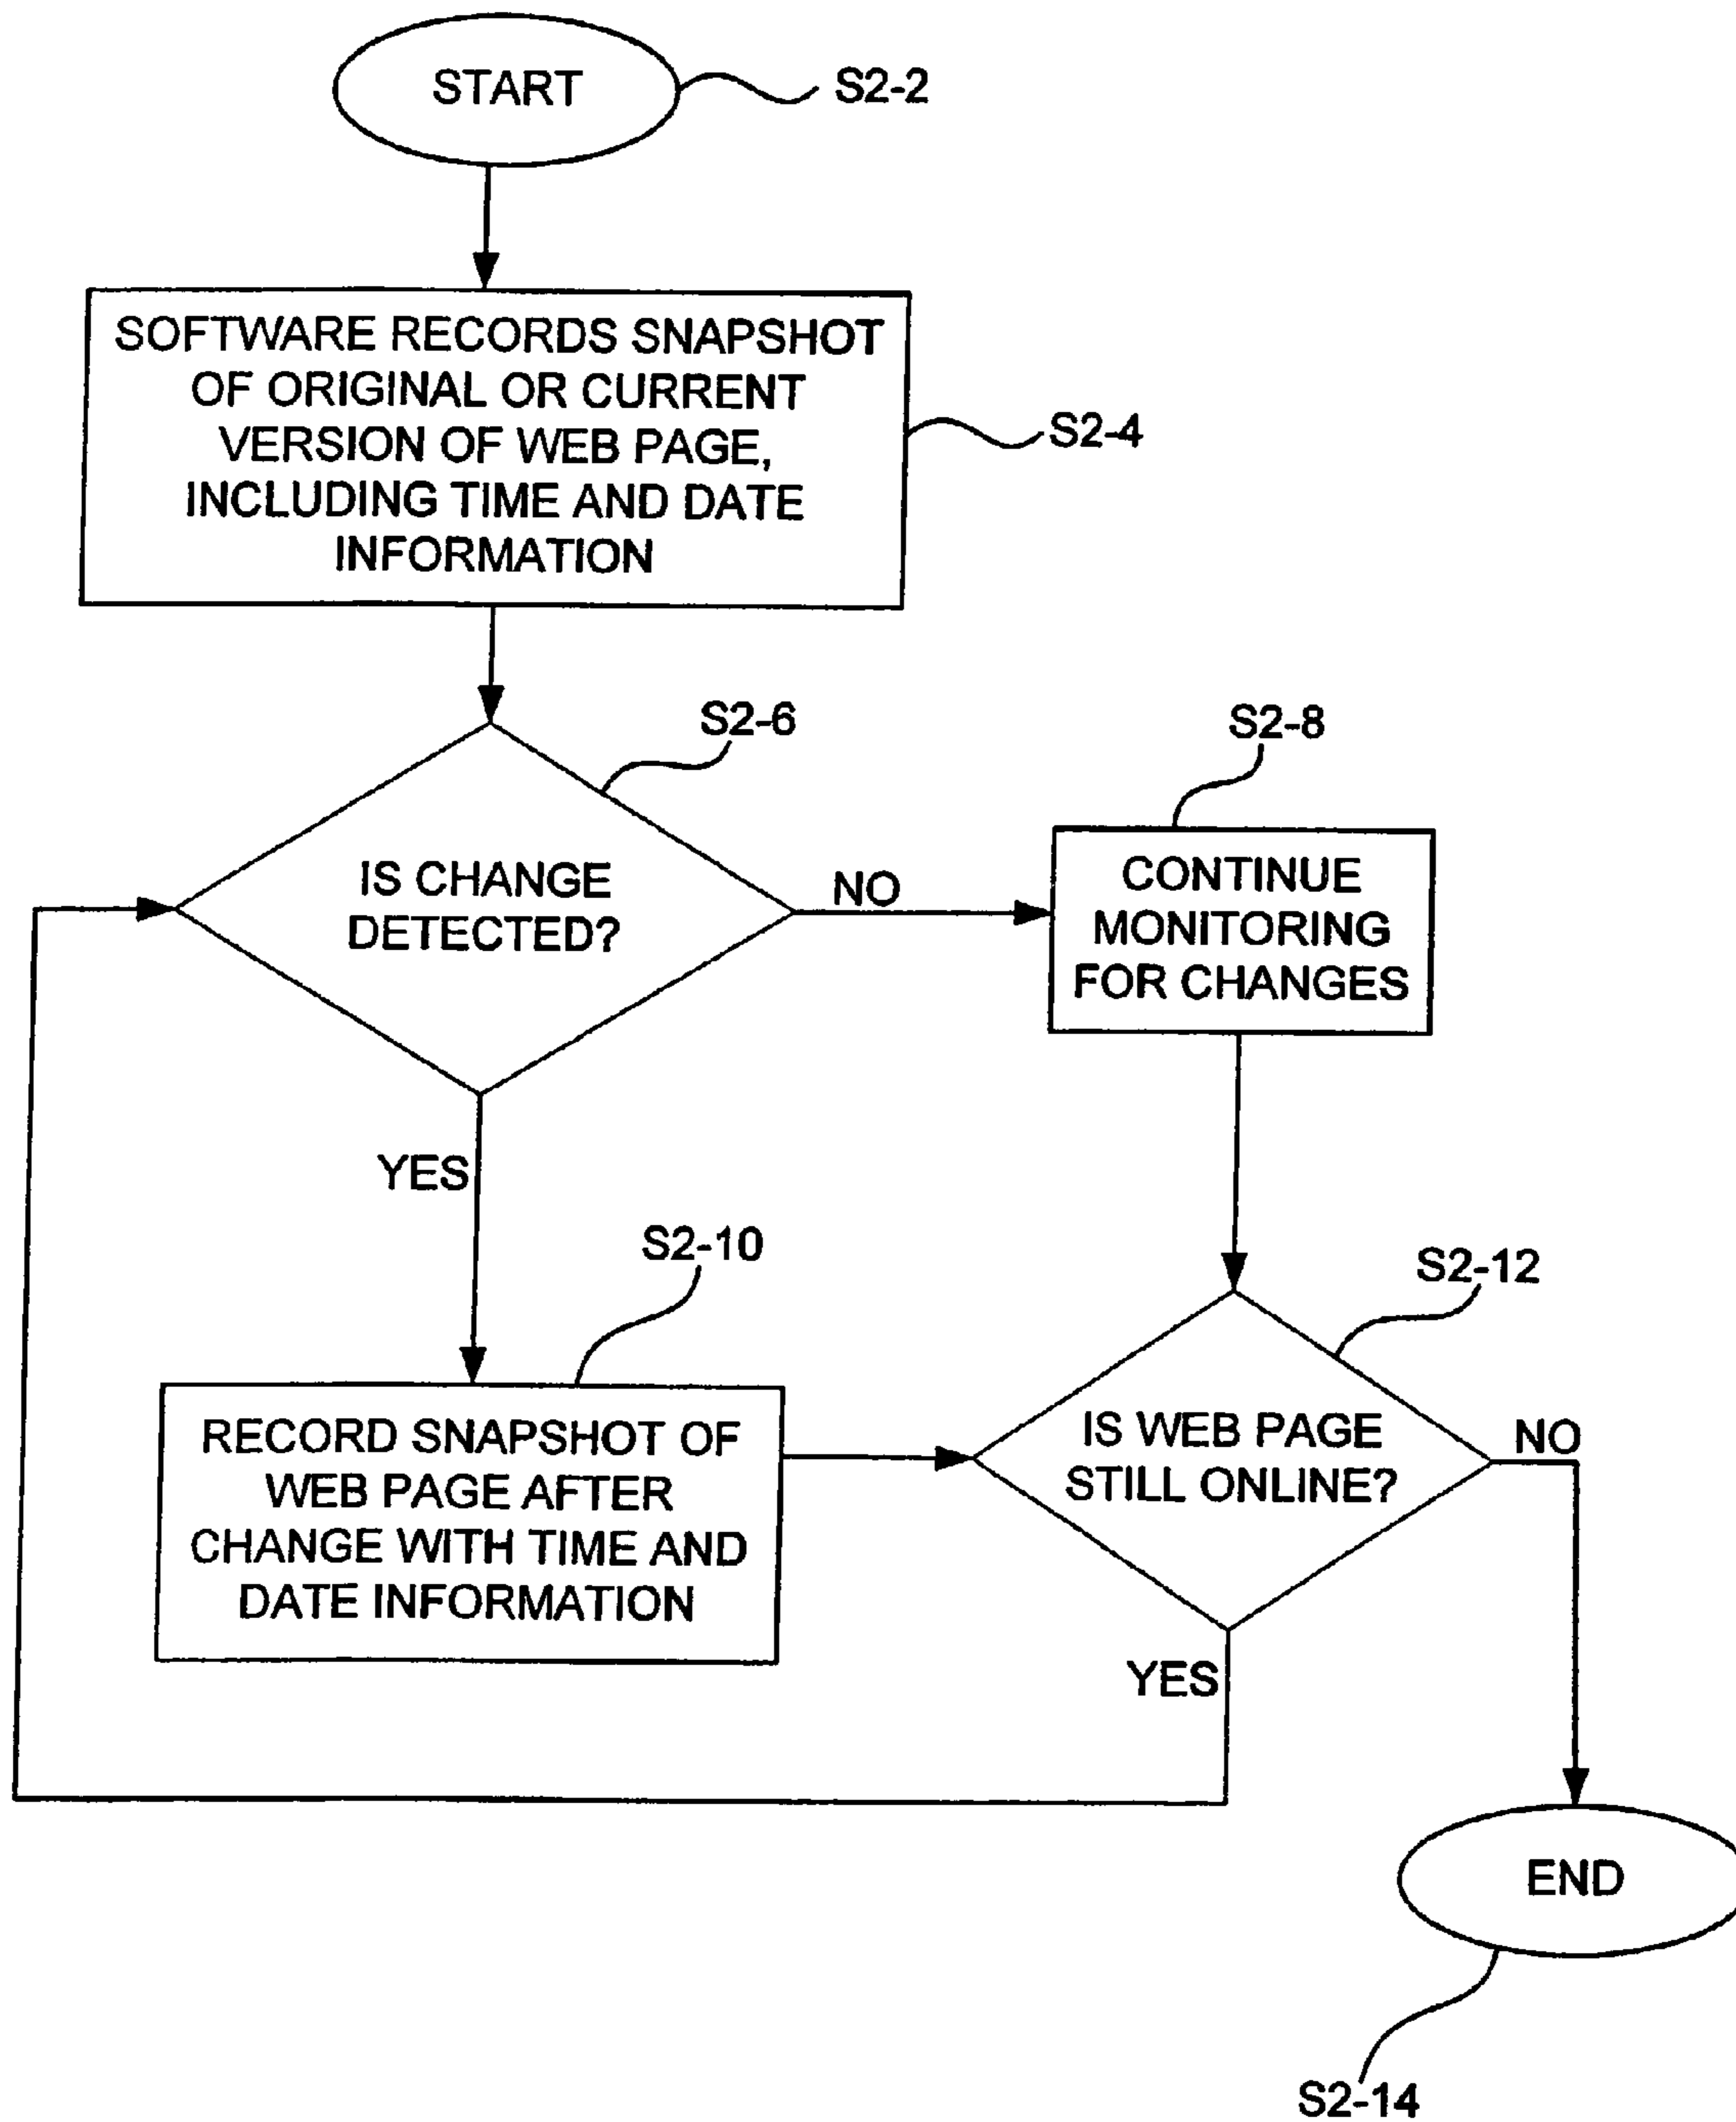 START
S2-2
SOFTWARE RECORDS SNAPSHOT
OF ORIGINAL OR CURRENT
VERSION OF WEB PAGE,
INCLUDING TIME AND DATE
INFORMATION
S2-4
S2-6
IS CHANGE
DETECTED?
NO
S2-8
CONTINUE
MONITORING
FOR CHANGES
YES
S2-10
RECORD SNAPSHOT OF
WEB PAGE AFTER
CHANGE WITH TIME AND
DATE INFORMATION
S2-12
IS WEB PAGE
STILL ONLINE?
NO
YES
END
S2-14